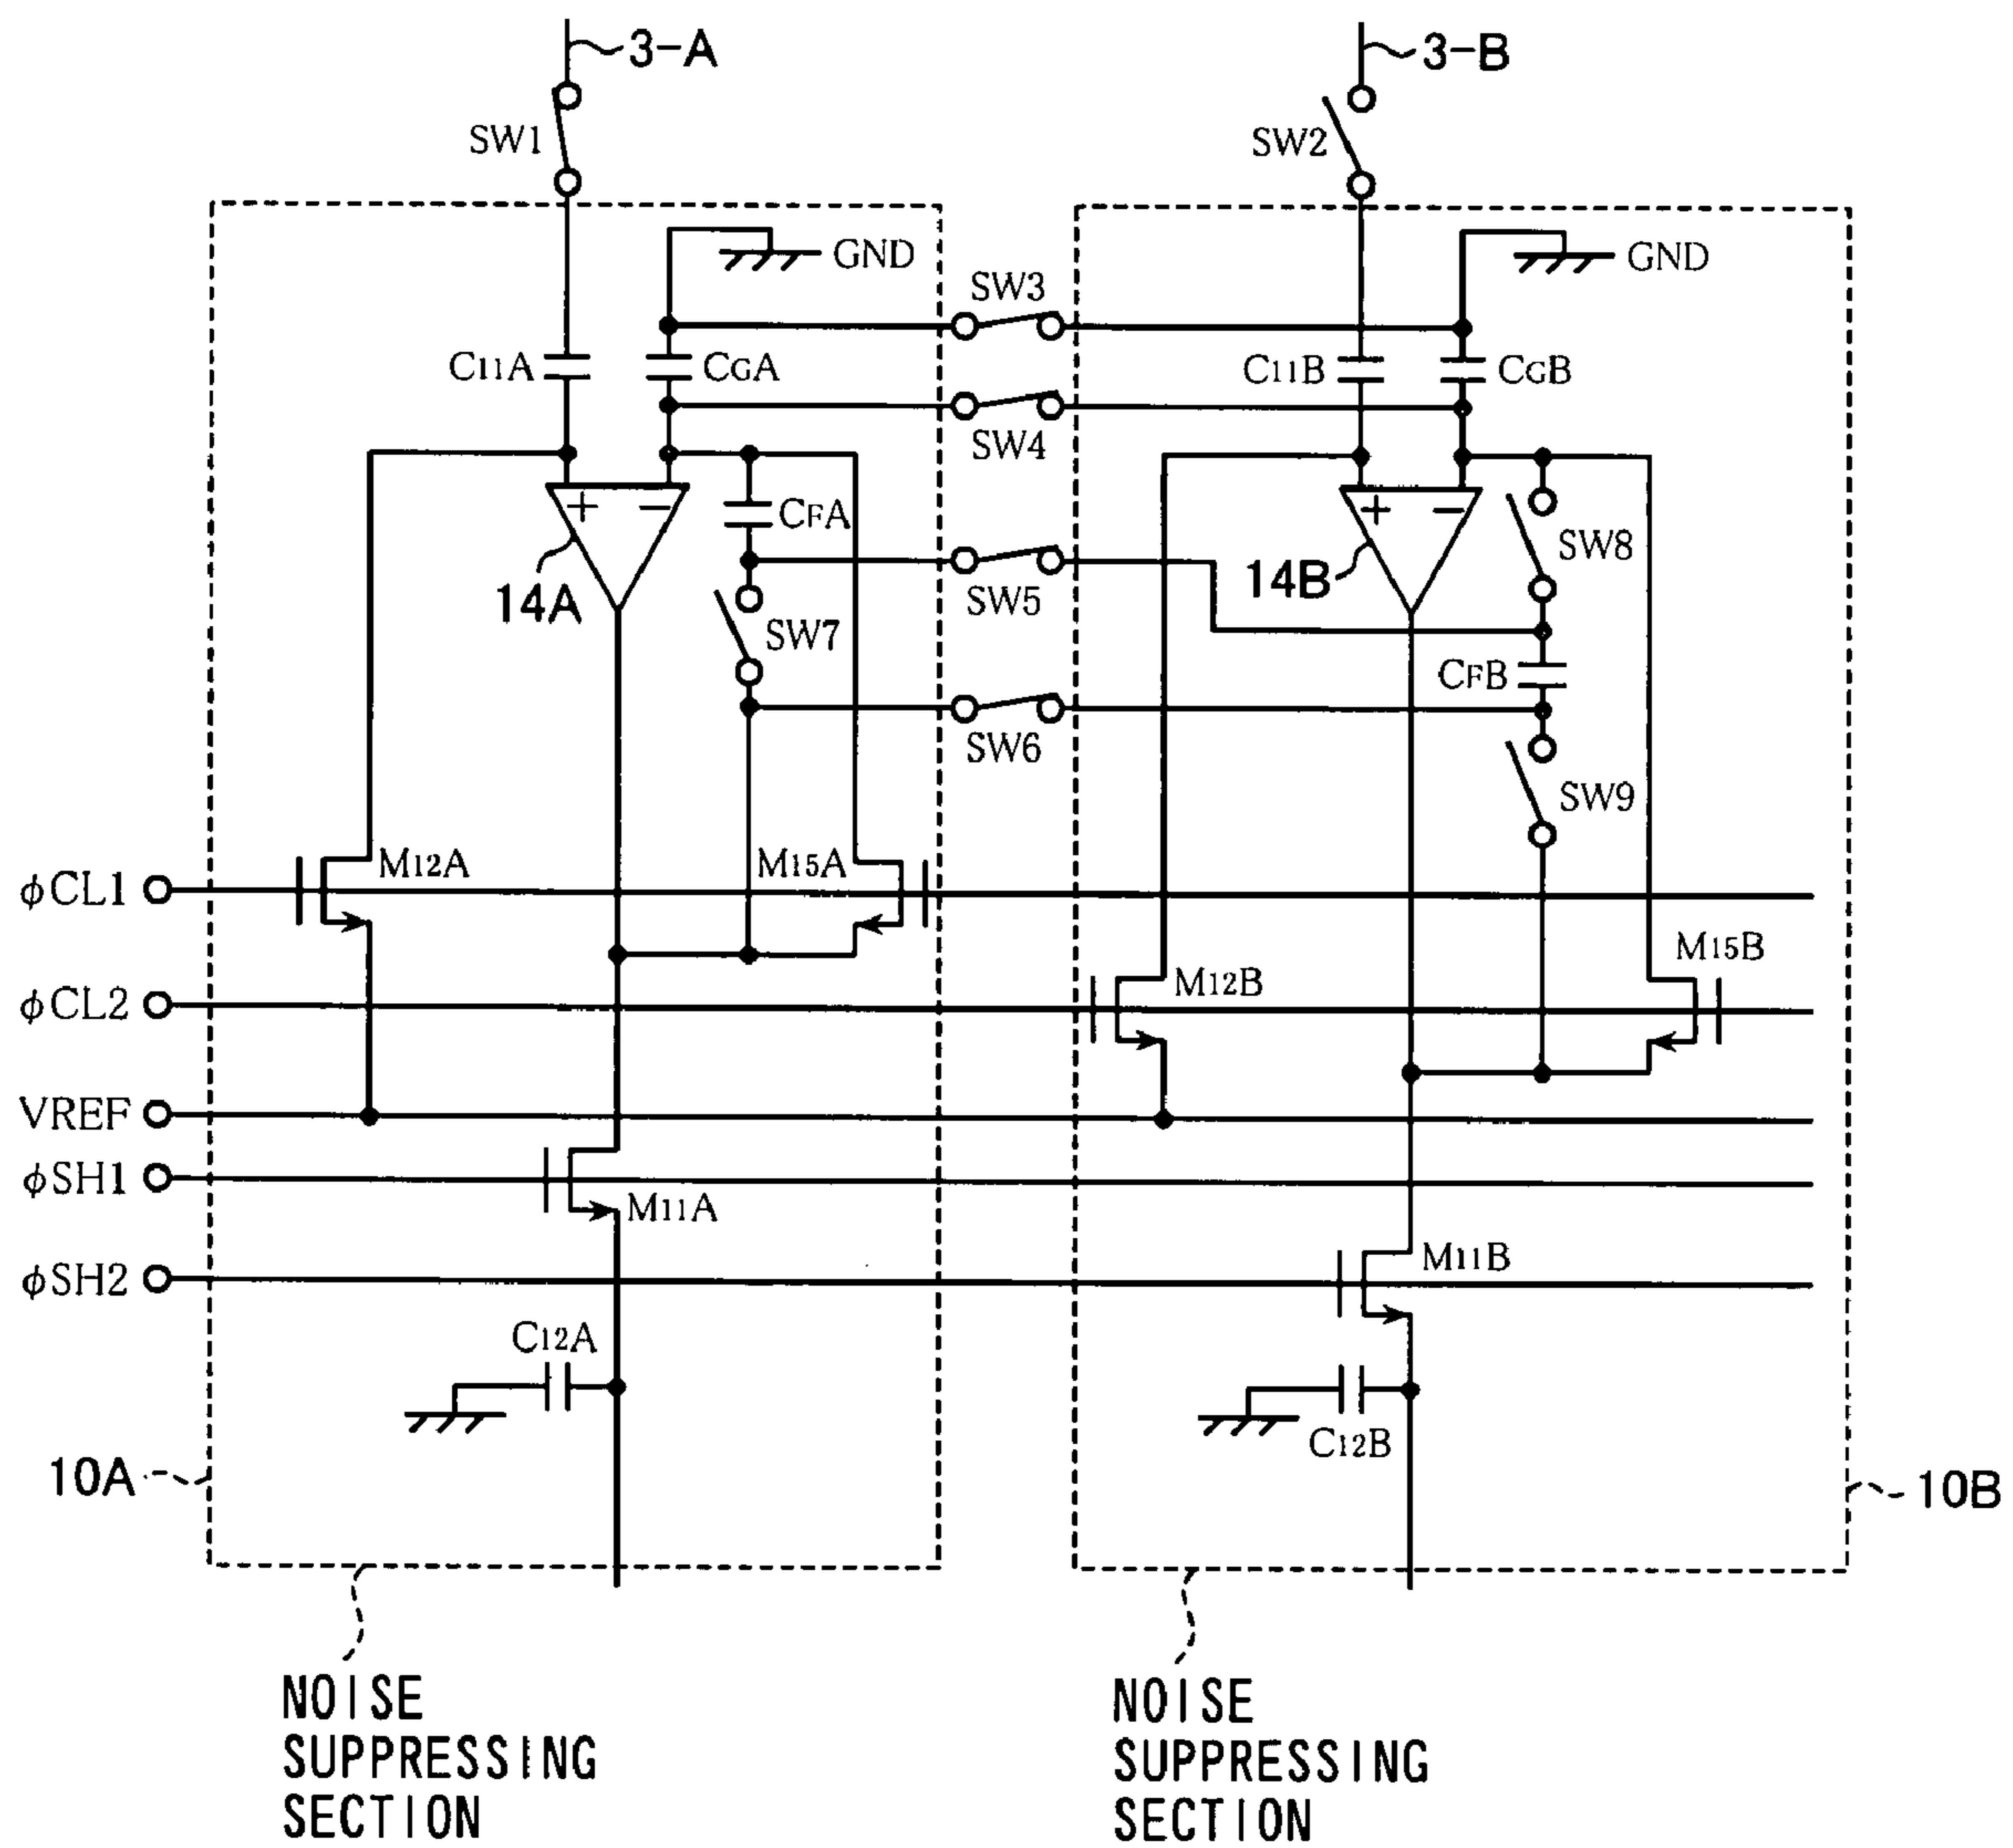 3-A
3-B
SW1
SW2
GND
GND
SW3
C11A
CGA
C11B
CGB
SW4
+ −
CFA
+ −
SW8
14A
SW5
14B
SW7
CFB
SW6
SW9
φCL1
M12A
M15A
M15B
φCL2
M12B
VREF
φSH1
M11A
φSH2
M11B
C12A
C12B
10A
10B
NOISE
SUPPRESSING
SECTION
NOISE
SUPPRESSING
SECTION